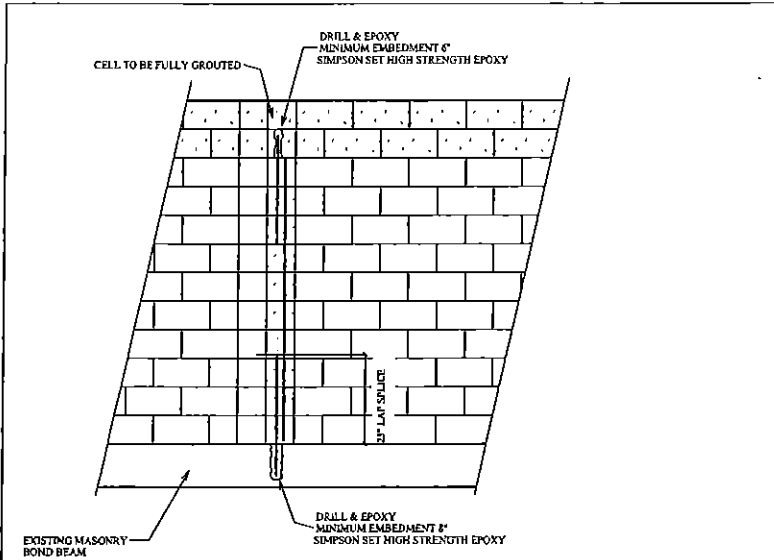 DRILL & EPOXY
MINIMUM EMBEDMENT 6"
SIMPSON SET HIGH STRENGTH EPOXY
CELL TO BE FULLY GROUTED
25" LAP SPLICE
DRILL & EPOXY
MINIMUM EMBEDMENT 8"
SIMPSON SET HIGH STRENGTH EPOXY
EXISTING MASONRY
BOND BEAM